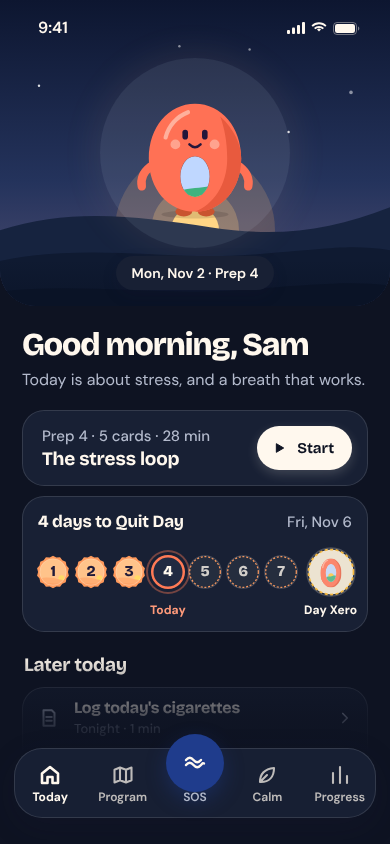 9:41
Mon, Nov 2 · Prep 4
Good morning, Sam
Today is about stress, and a breath that works.
Prep 4 · 5 cards · 28 min
The stress loop
Start
4 days to Quit Day
Fri, Nov 6
1 2 3 4 5 6 7
Today
Day Xero
Later today
Log today's cigarettes
Tonight · 1 min
Today
Program
SOS
Calm
Progress